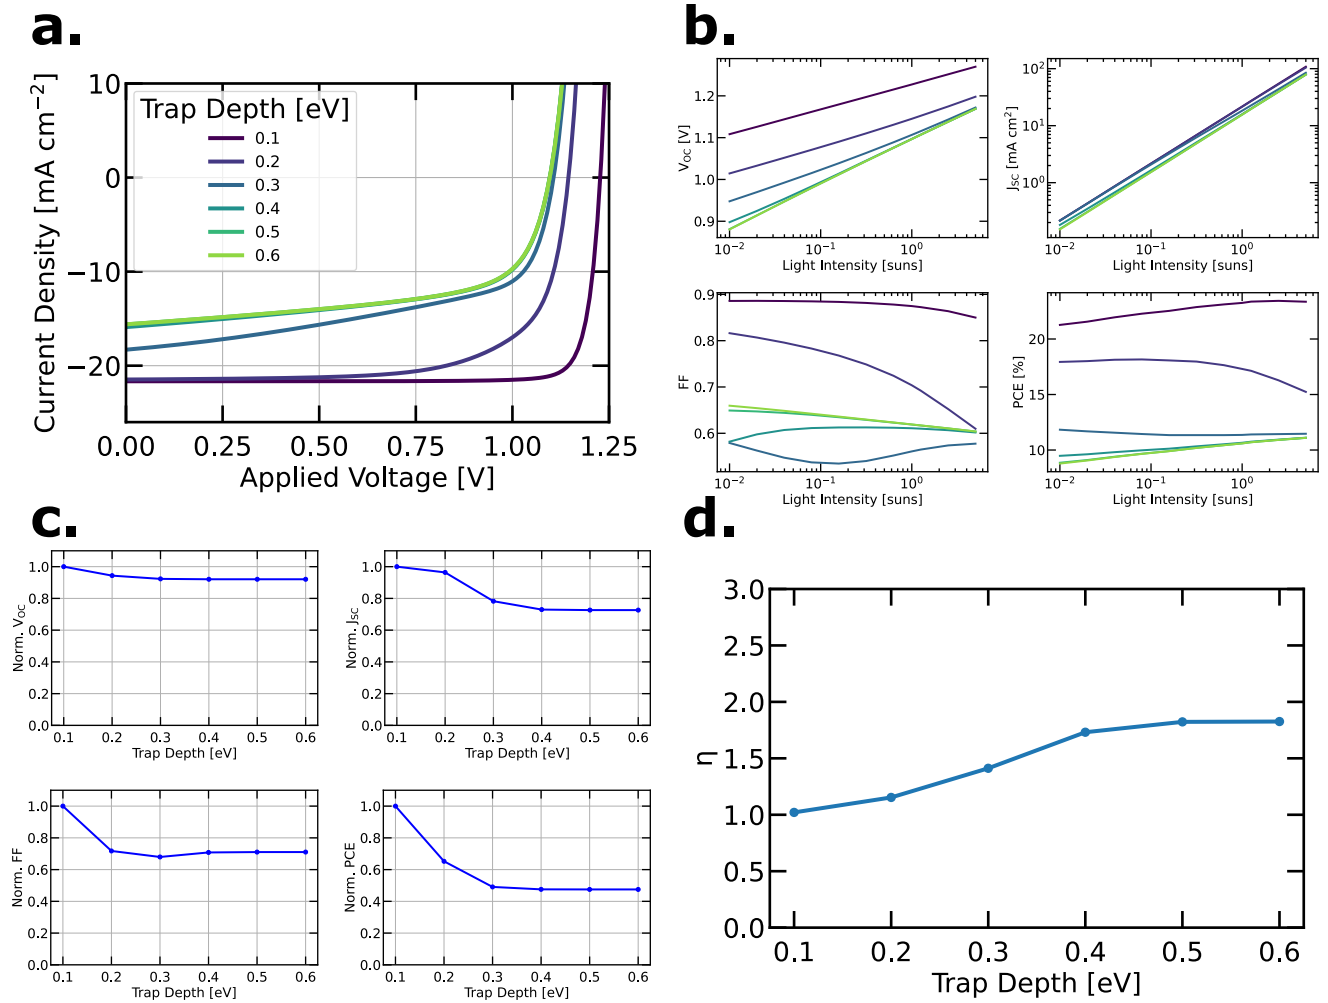 a.
Current Density [mA cm⁻²]
10
0
−10
−20
Trap Depth [eV]
0.1
0.2
0.3
0.4
0.5
0.6
0.00 0.25 0.50 0.75 1.00 1.25
Applied Voltage [V]
b.
V_OC [V]
1.2
1.1
1.0
0.9
10⁻² 10⁻¹ 10⁰
Light Intensity [suns]
J_SC [mA cm²]
10²
10¹
10⁰
10⁻² 10⁻¹ 10⁰
Light Intensity [suns]
FF
0.9
0.8
0.7
0.6
10⁻² 10⁻¹ 10⁰
Light Intensity [suns]
PCE [%]
20
15
10
10⁻² 10⁻¹ 10⁰
Light Intensity [suns]
c.
Norm. V_OC
1.0
0.8
0.6
0.4
0.2
0.0
0.1 0.2 0.3 0.4 0.5 0.6
Trap Depth [eV]
Norm. J_SC
1.0
0.8
0.6
0.4
0.2
0.0
0.1 0.2 0.3 0.4 0.5 0.6
Trap Depth [eV]
Norm. FF
1.0
0.8
0.6
0.4
0.2
0.0
0.1 0.2 0.3 0.4 0.5 0.6
Trap Depth [eV]
Norm. PCE
1.0
0.8
0.6
0.4
0.2
0.0
0.1 0.2 0.3 0.4 0.5 0.6
Trap Depth [eV]
d.
η
3.0
2.5
2.0
1.5
1.0
0.5
0.0
0.1 0.2 0.3 0.4 0.5 0.6
Trap Depth [eV]